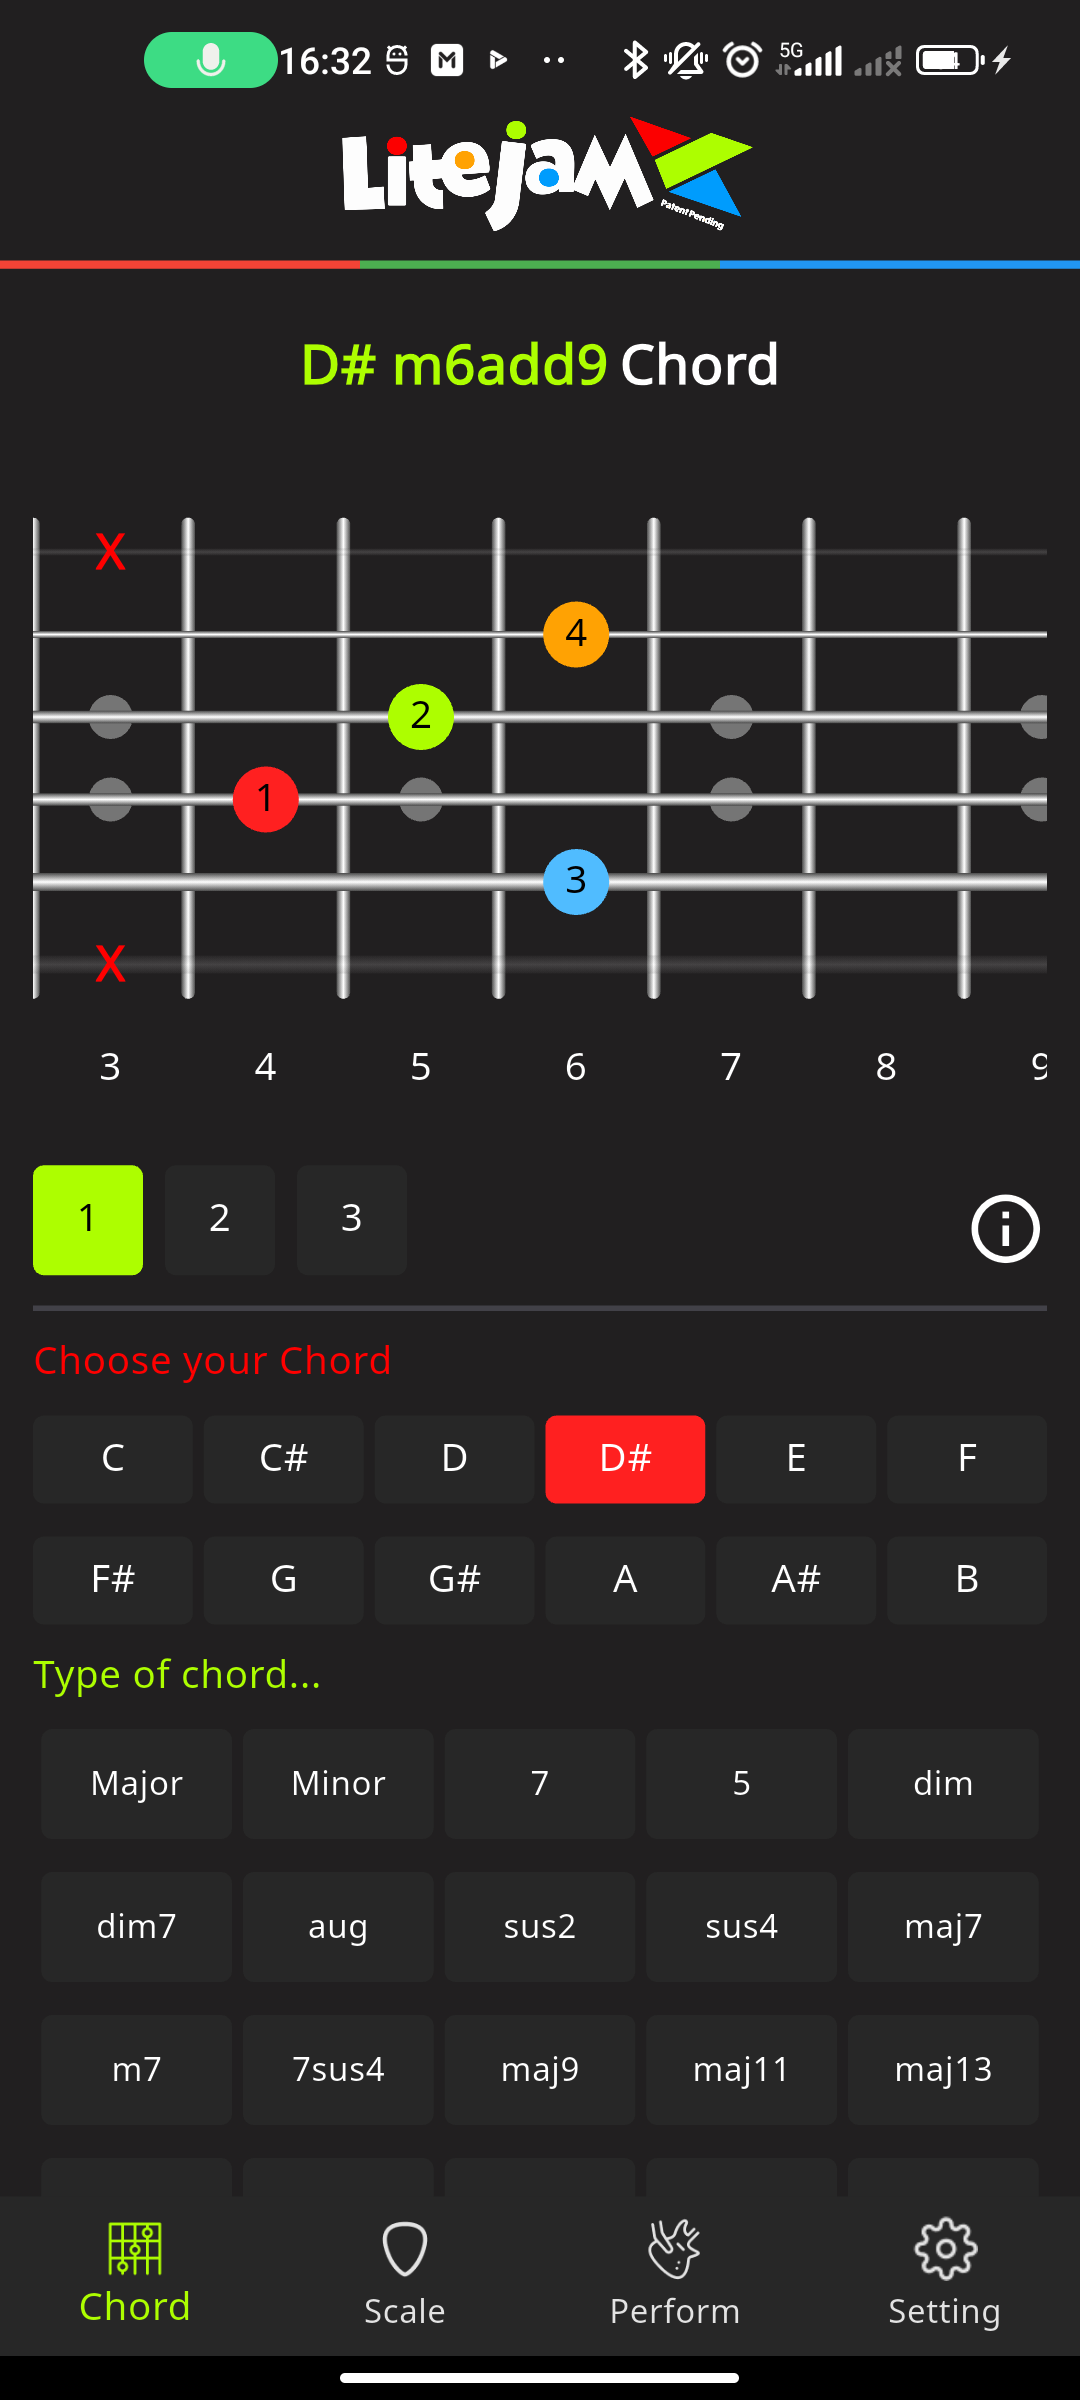 16:32
5G
Litejam
Patent Pending
D# m6add9 Chord
X
4
2
1
3
X
3 4 5 6 7 8 9
1 2 3
Choose your Chord
C C# D D# E F
F# G G# A A# B
Type of chord...
Major Minor 7 5 dim
dim7 aug sus2 sus4 maj7
m7 7sus4 maj9 maj11 maj13
Chord Scale Perform Setting